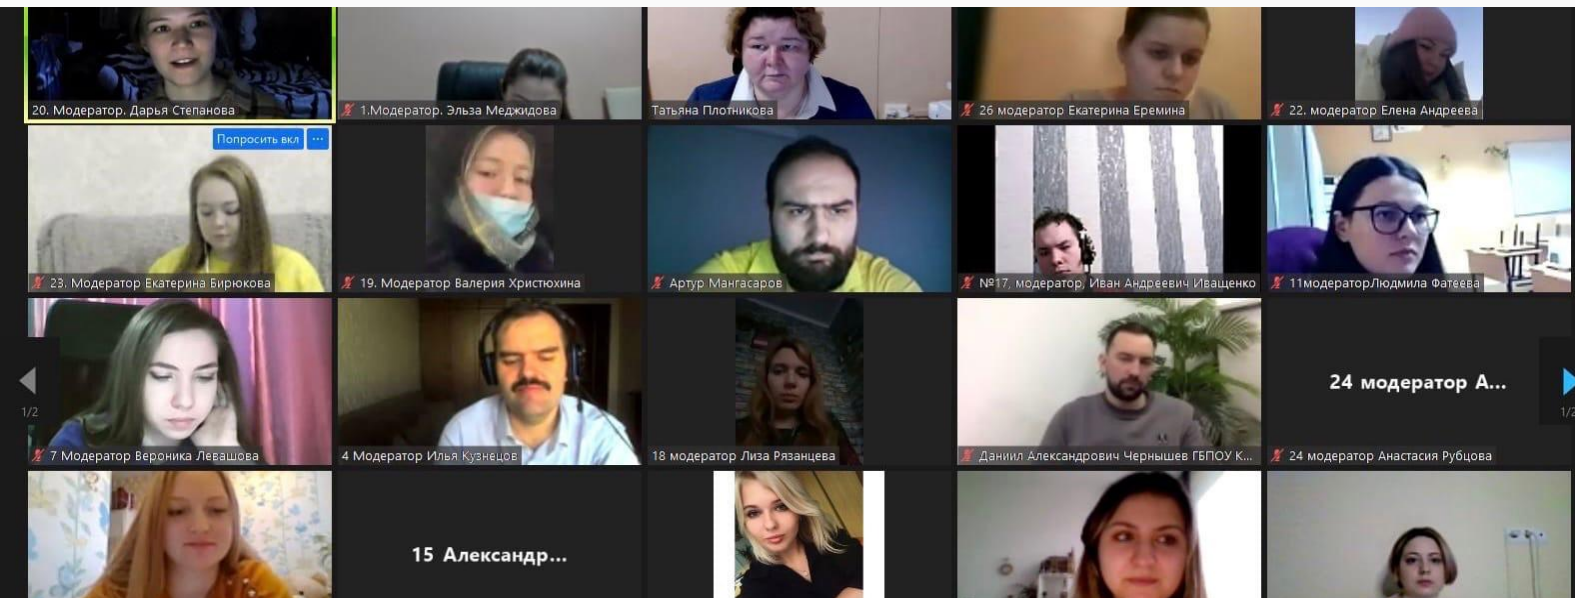 20. Модератор. Дарья Степанова
1.Модератор. Эльза Меджидова
Татьяна Плотникова
26 модератор Екатерина Еремина
22. модератор Елена Андреева
Попросить вкл ...
23. Модератор Екатерина Бирюкова
19. Модератор Валерия Христюхина
Артур Мангасаров
№17, модератор, Иван Андреевич Иващенко
11модераторЛюдмила Фатеева
1/2
24 модератор А...
1/2
7 Модератор Вероника Левашова
4 Модератор Илья Кузнецов
18 модератор Лиза Рязанцева
Даниил Александрович Чернышев ГБПОУ К...
24 модератор Анастасия Рубцова
15 Александр...